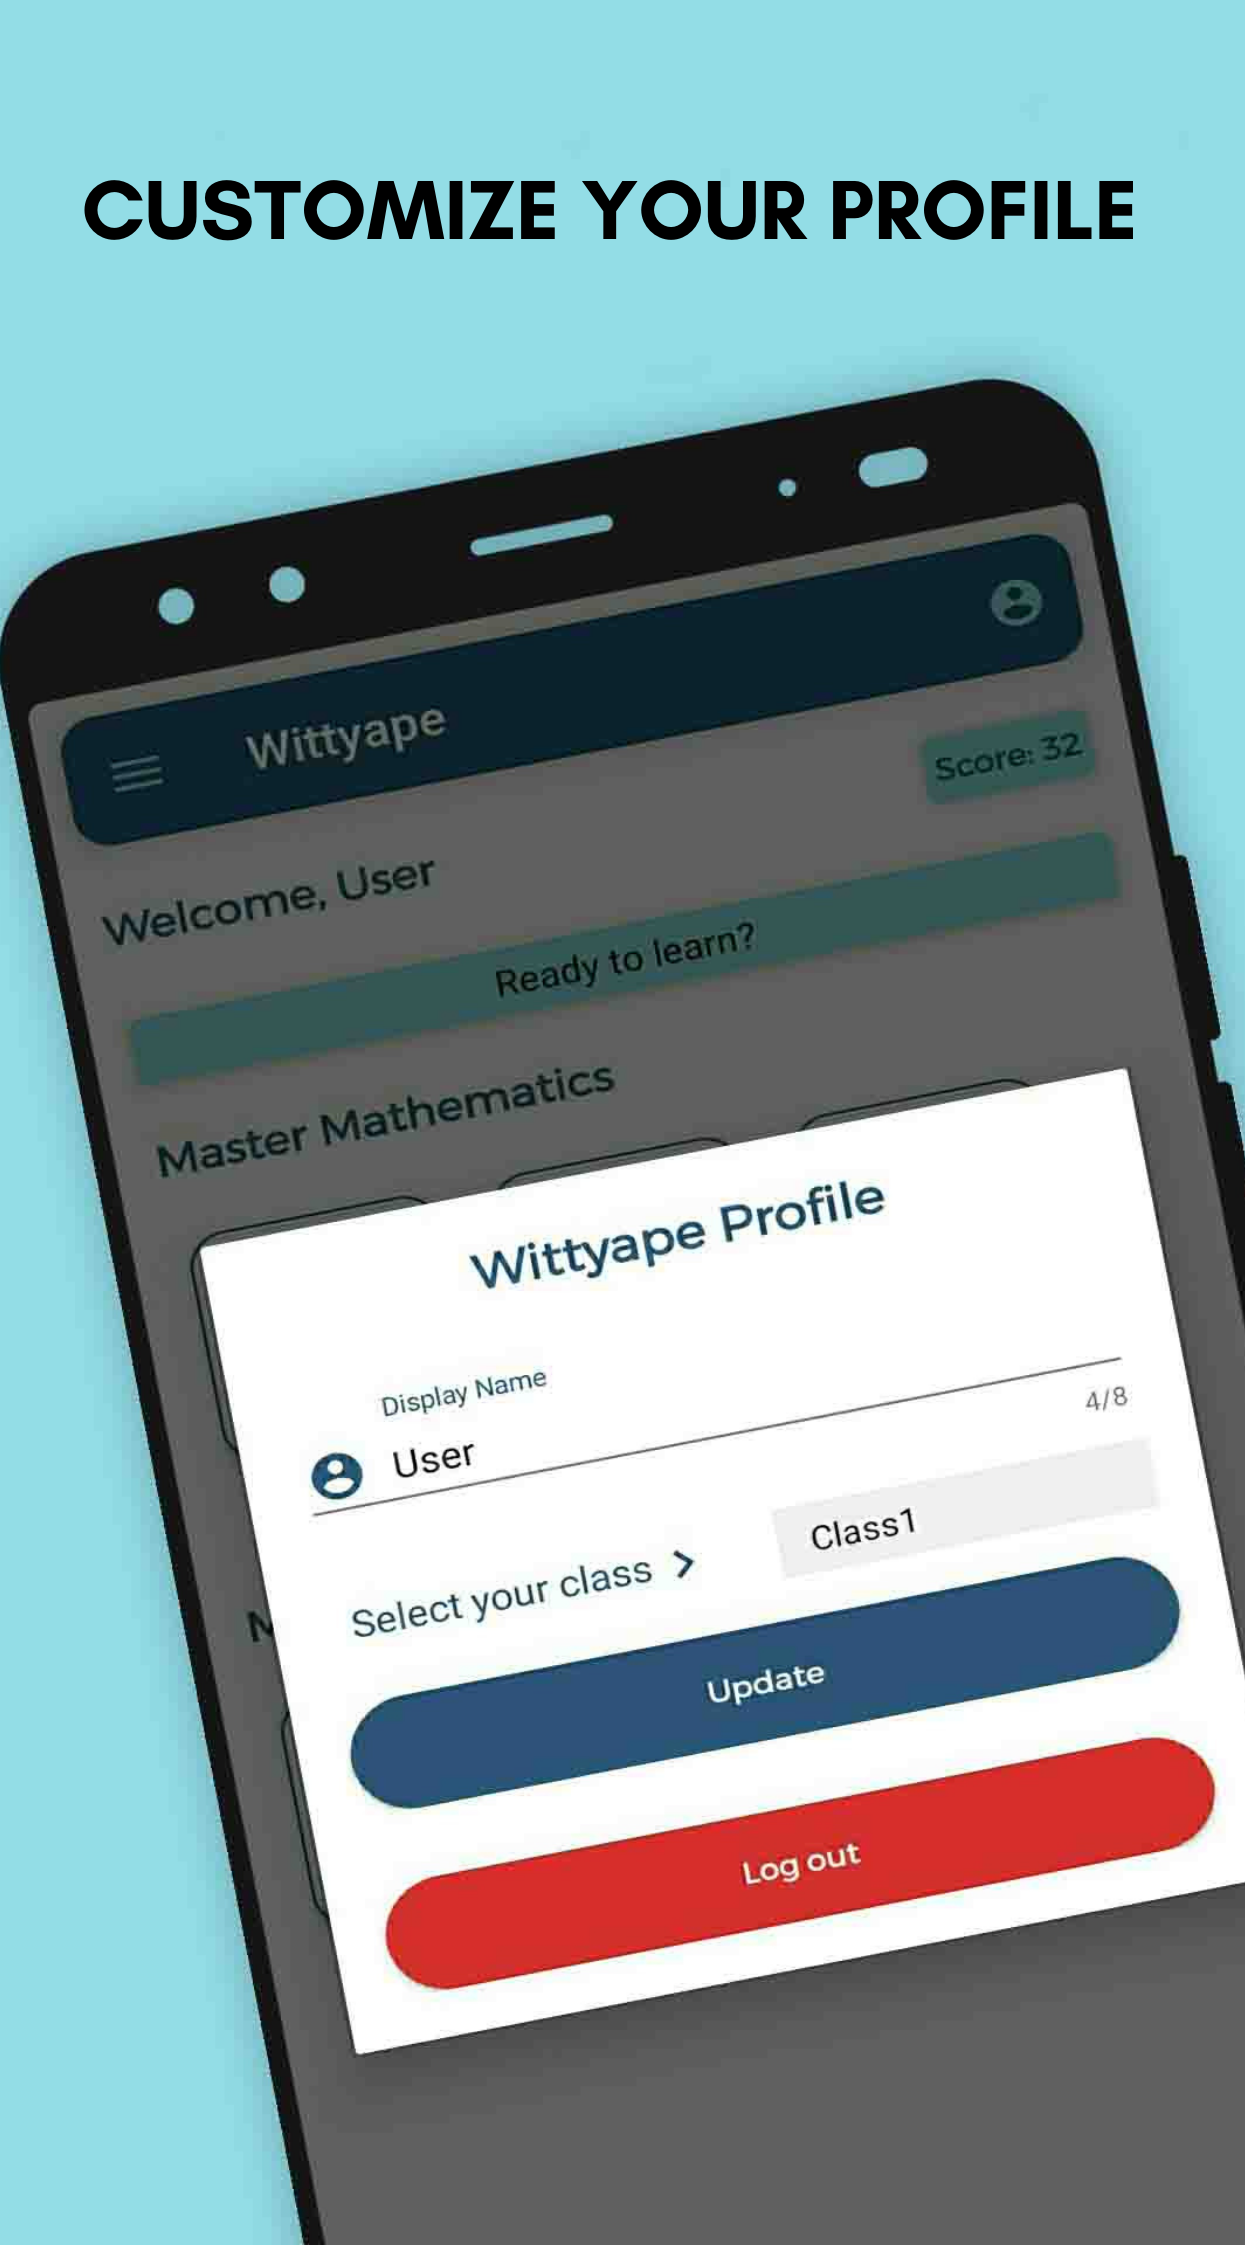 CUSTOMIZE YOUR PROFILE
Wittyape
Score: 32
Welcome, User
Ready to learn?
Master Mathematics
Wittyape Profile
Display Name
User
4/8
Select your class
Class1
Update
Log out